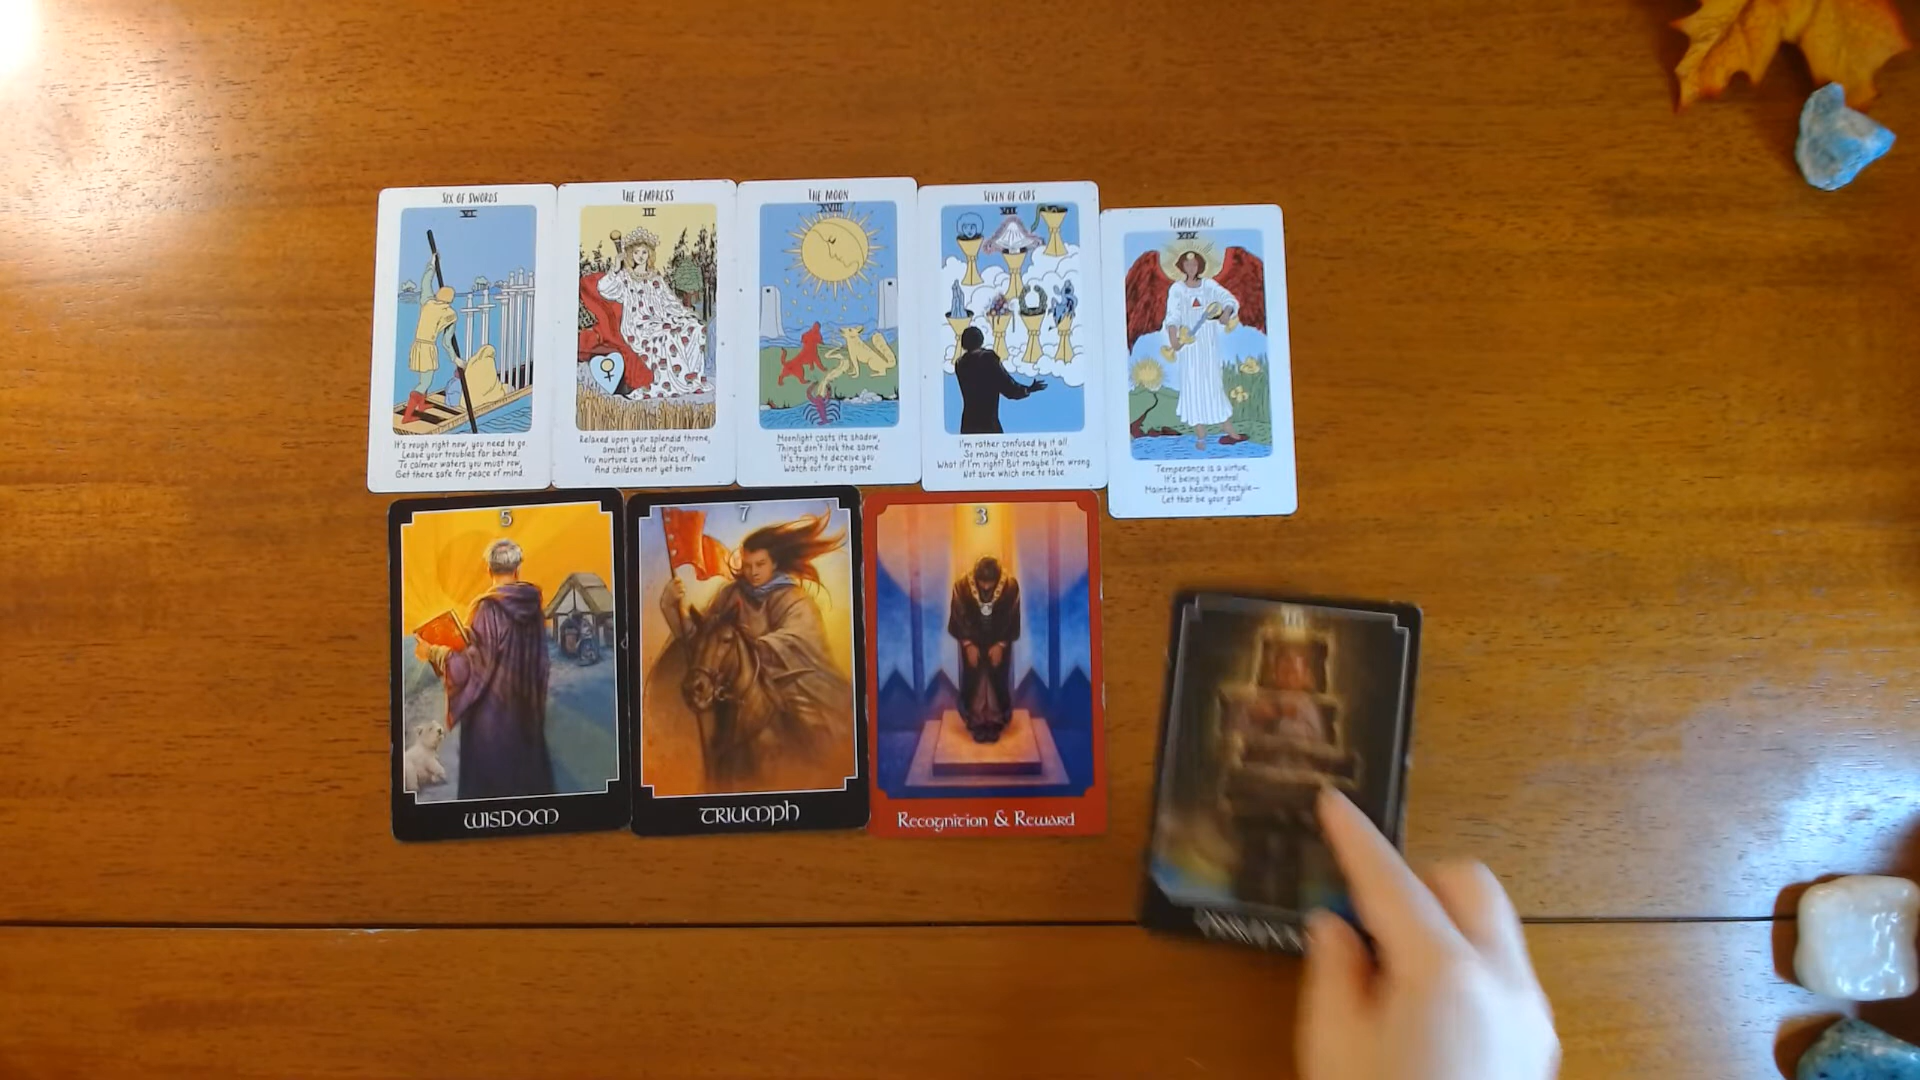 SIX OF SWORDS
VI
It's rough right now, you need to go.
Leave your troubles far behind.
To calmer waters you must row,
Get there safe for peace of mind.
THE EMPRESS
III
Relaxed upon your splendid throne,
amidst a field of corn,
You nurture us with tales of love
And children not yet born.
THE MOON
XVIII
Moonlight casts its shadow,
Things don't look the same
It's trying to deceive you
Watch out for its game.
SEVEN OF CUPS
VII
I'm rather confused by it all
So many choices to make.
What if I'm right? But maybe I'm wrong.
Not sure which one to take.
TEMPERANCE
XIV
Temperance is a virtue,
It's being in control
Maintain a healthy lifestyle—
Let that be your goal
5
WISDOM
7
TRIUMPH
3
Recognition & Reward